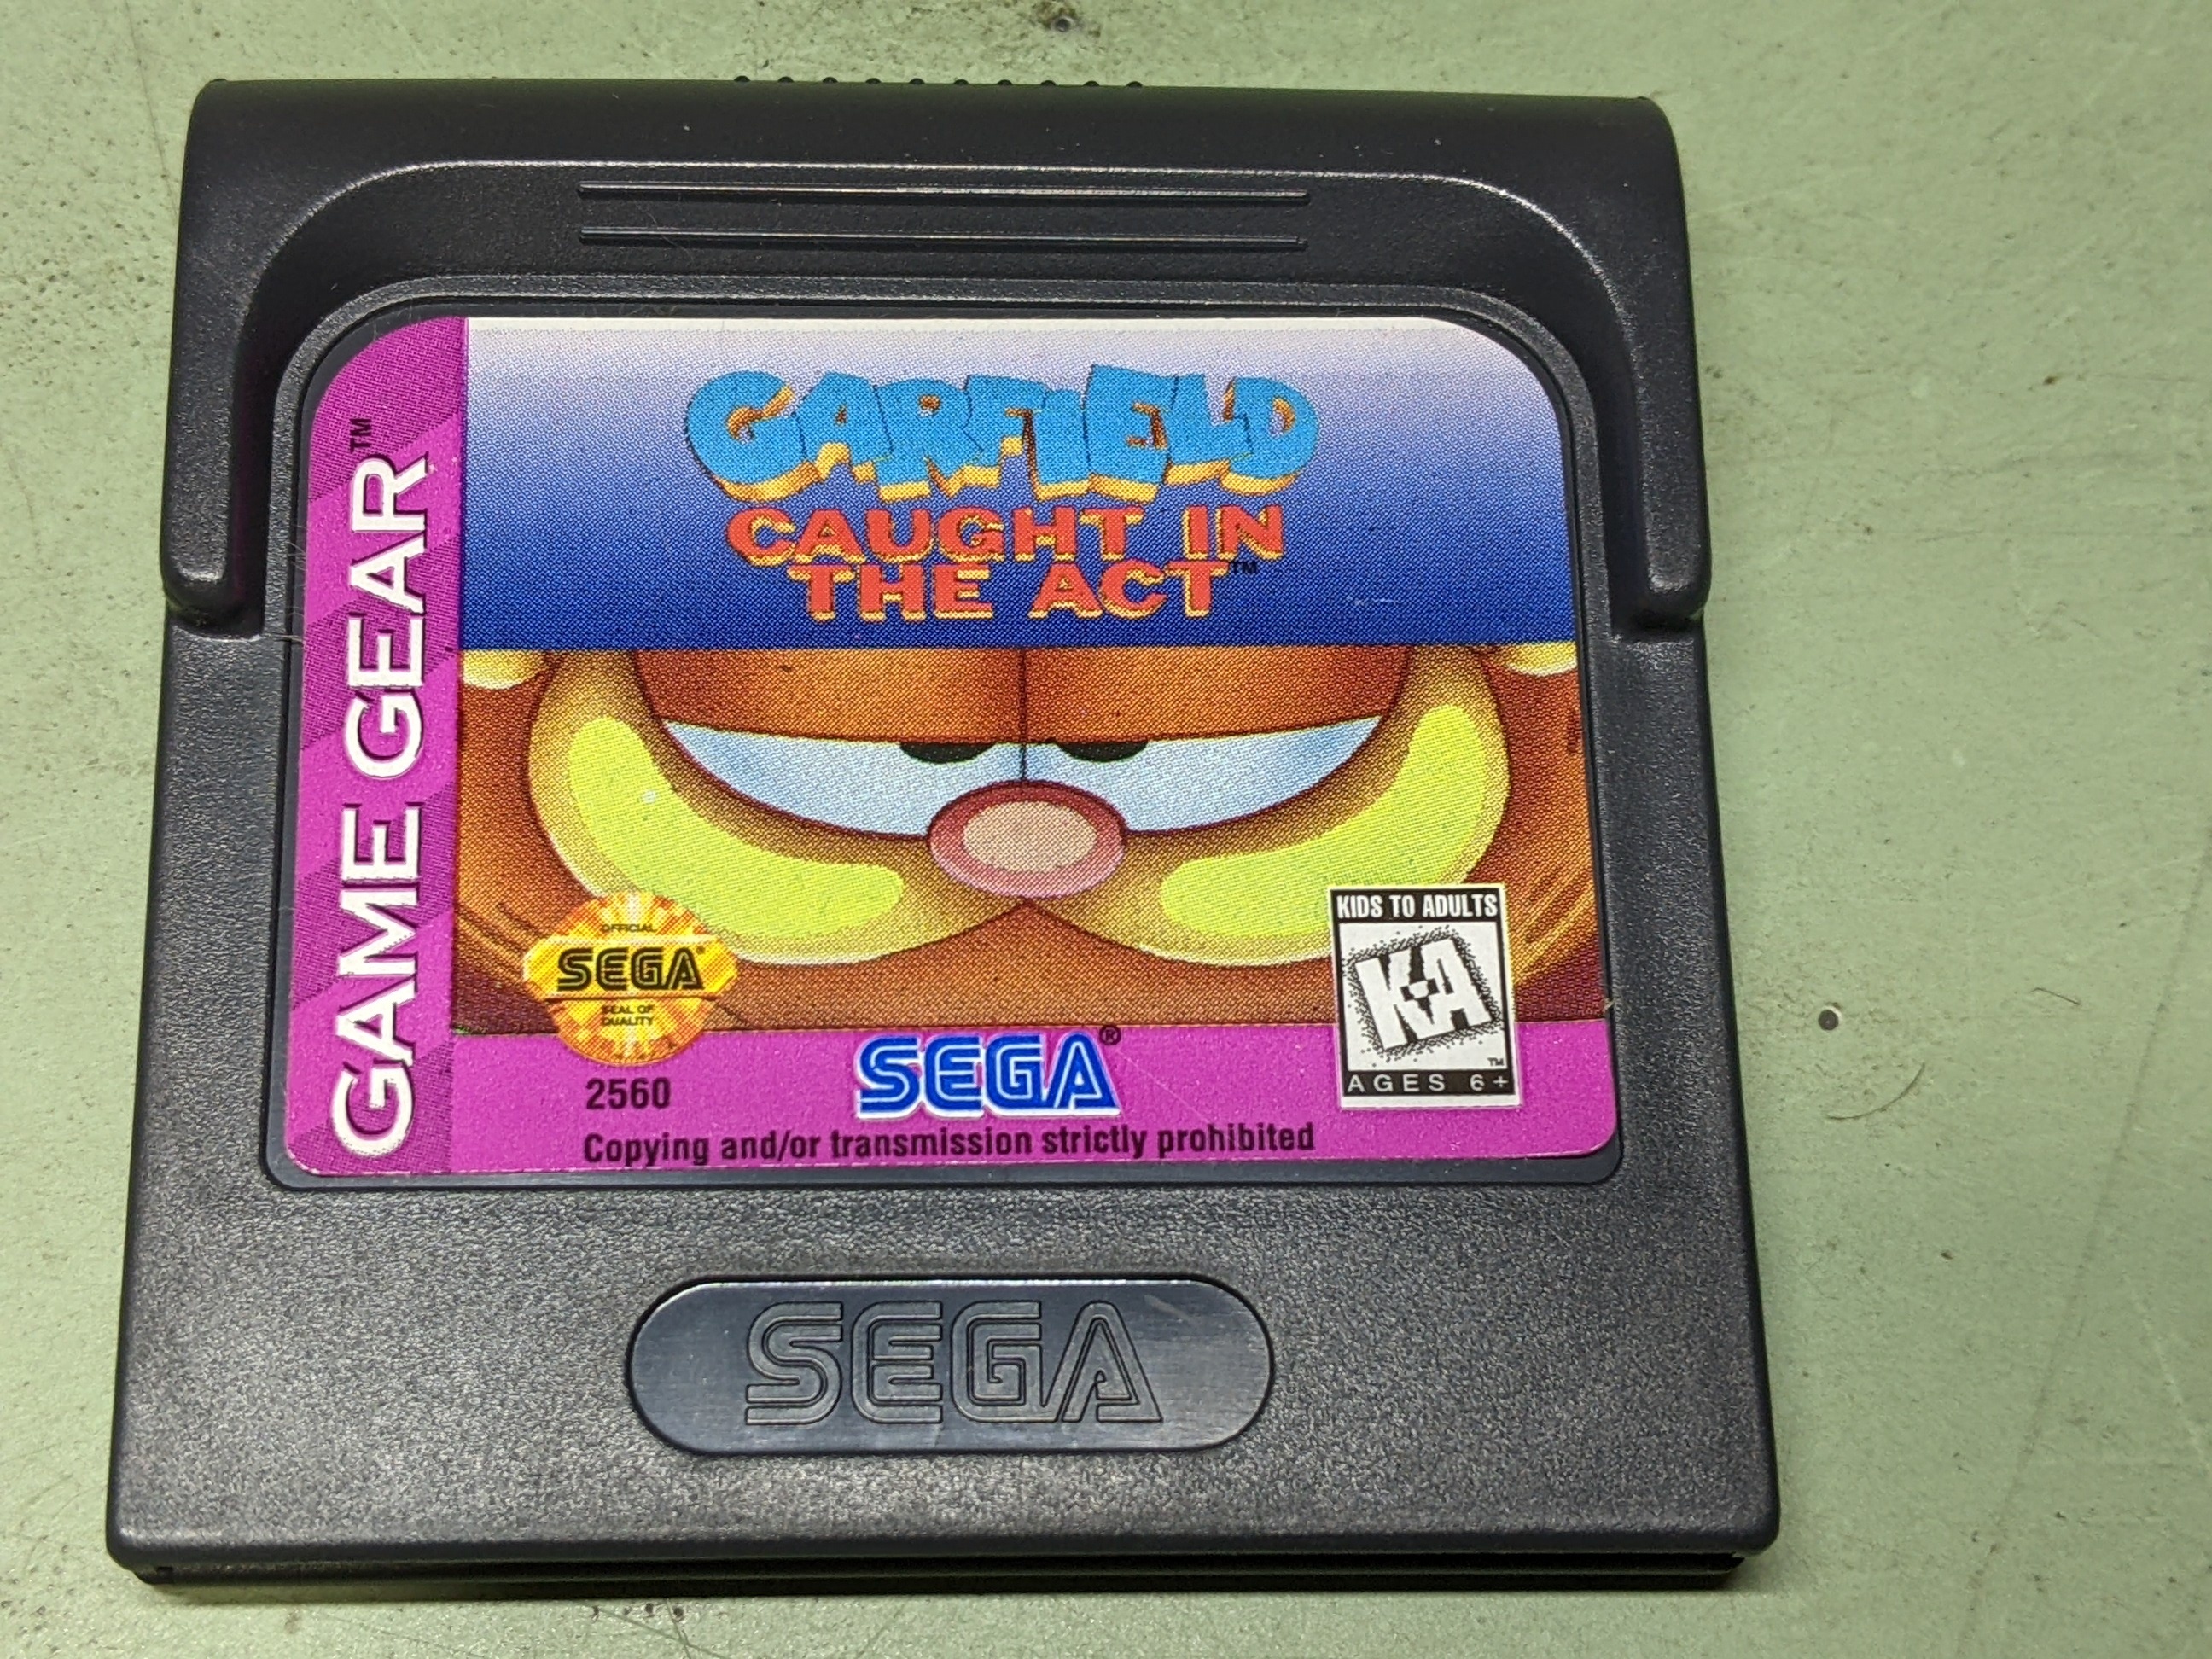 GAME GEAR™
GARFIELD
CAUGHT IN
THE ACT™
KIDS TO ADULTS
KA
™
AGES 6+
OFFICIAL
SEGA®
SEAL OF
QUALITY
SEGA®
2560
Copying and/or transmission strictly prohibited
SEGA